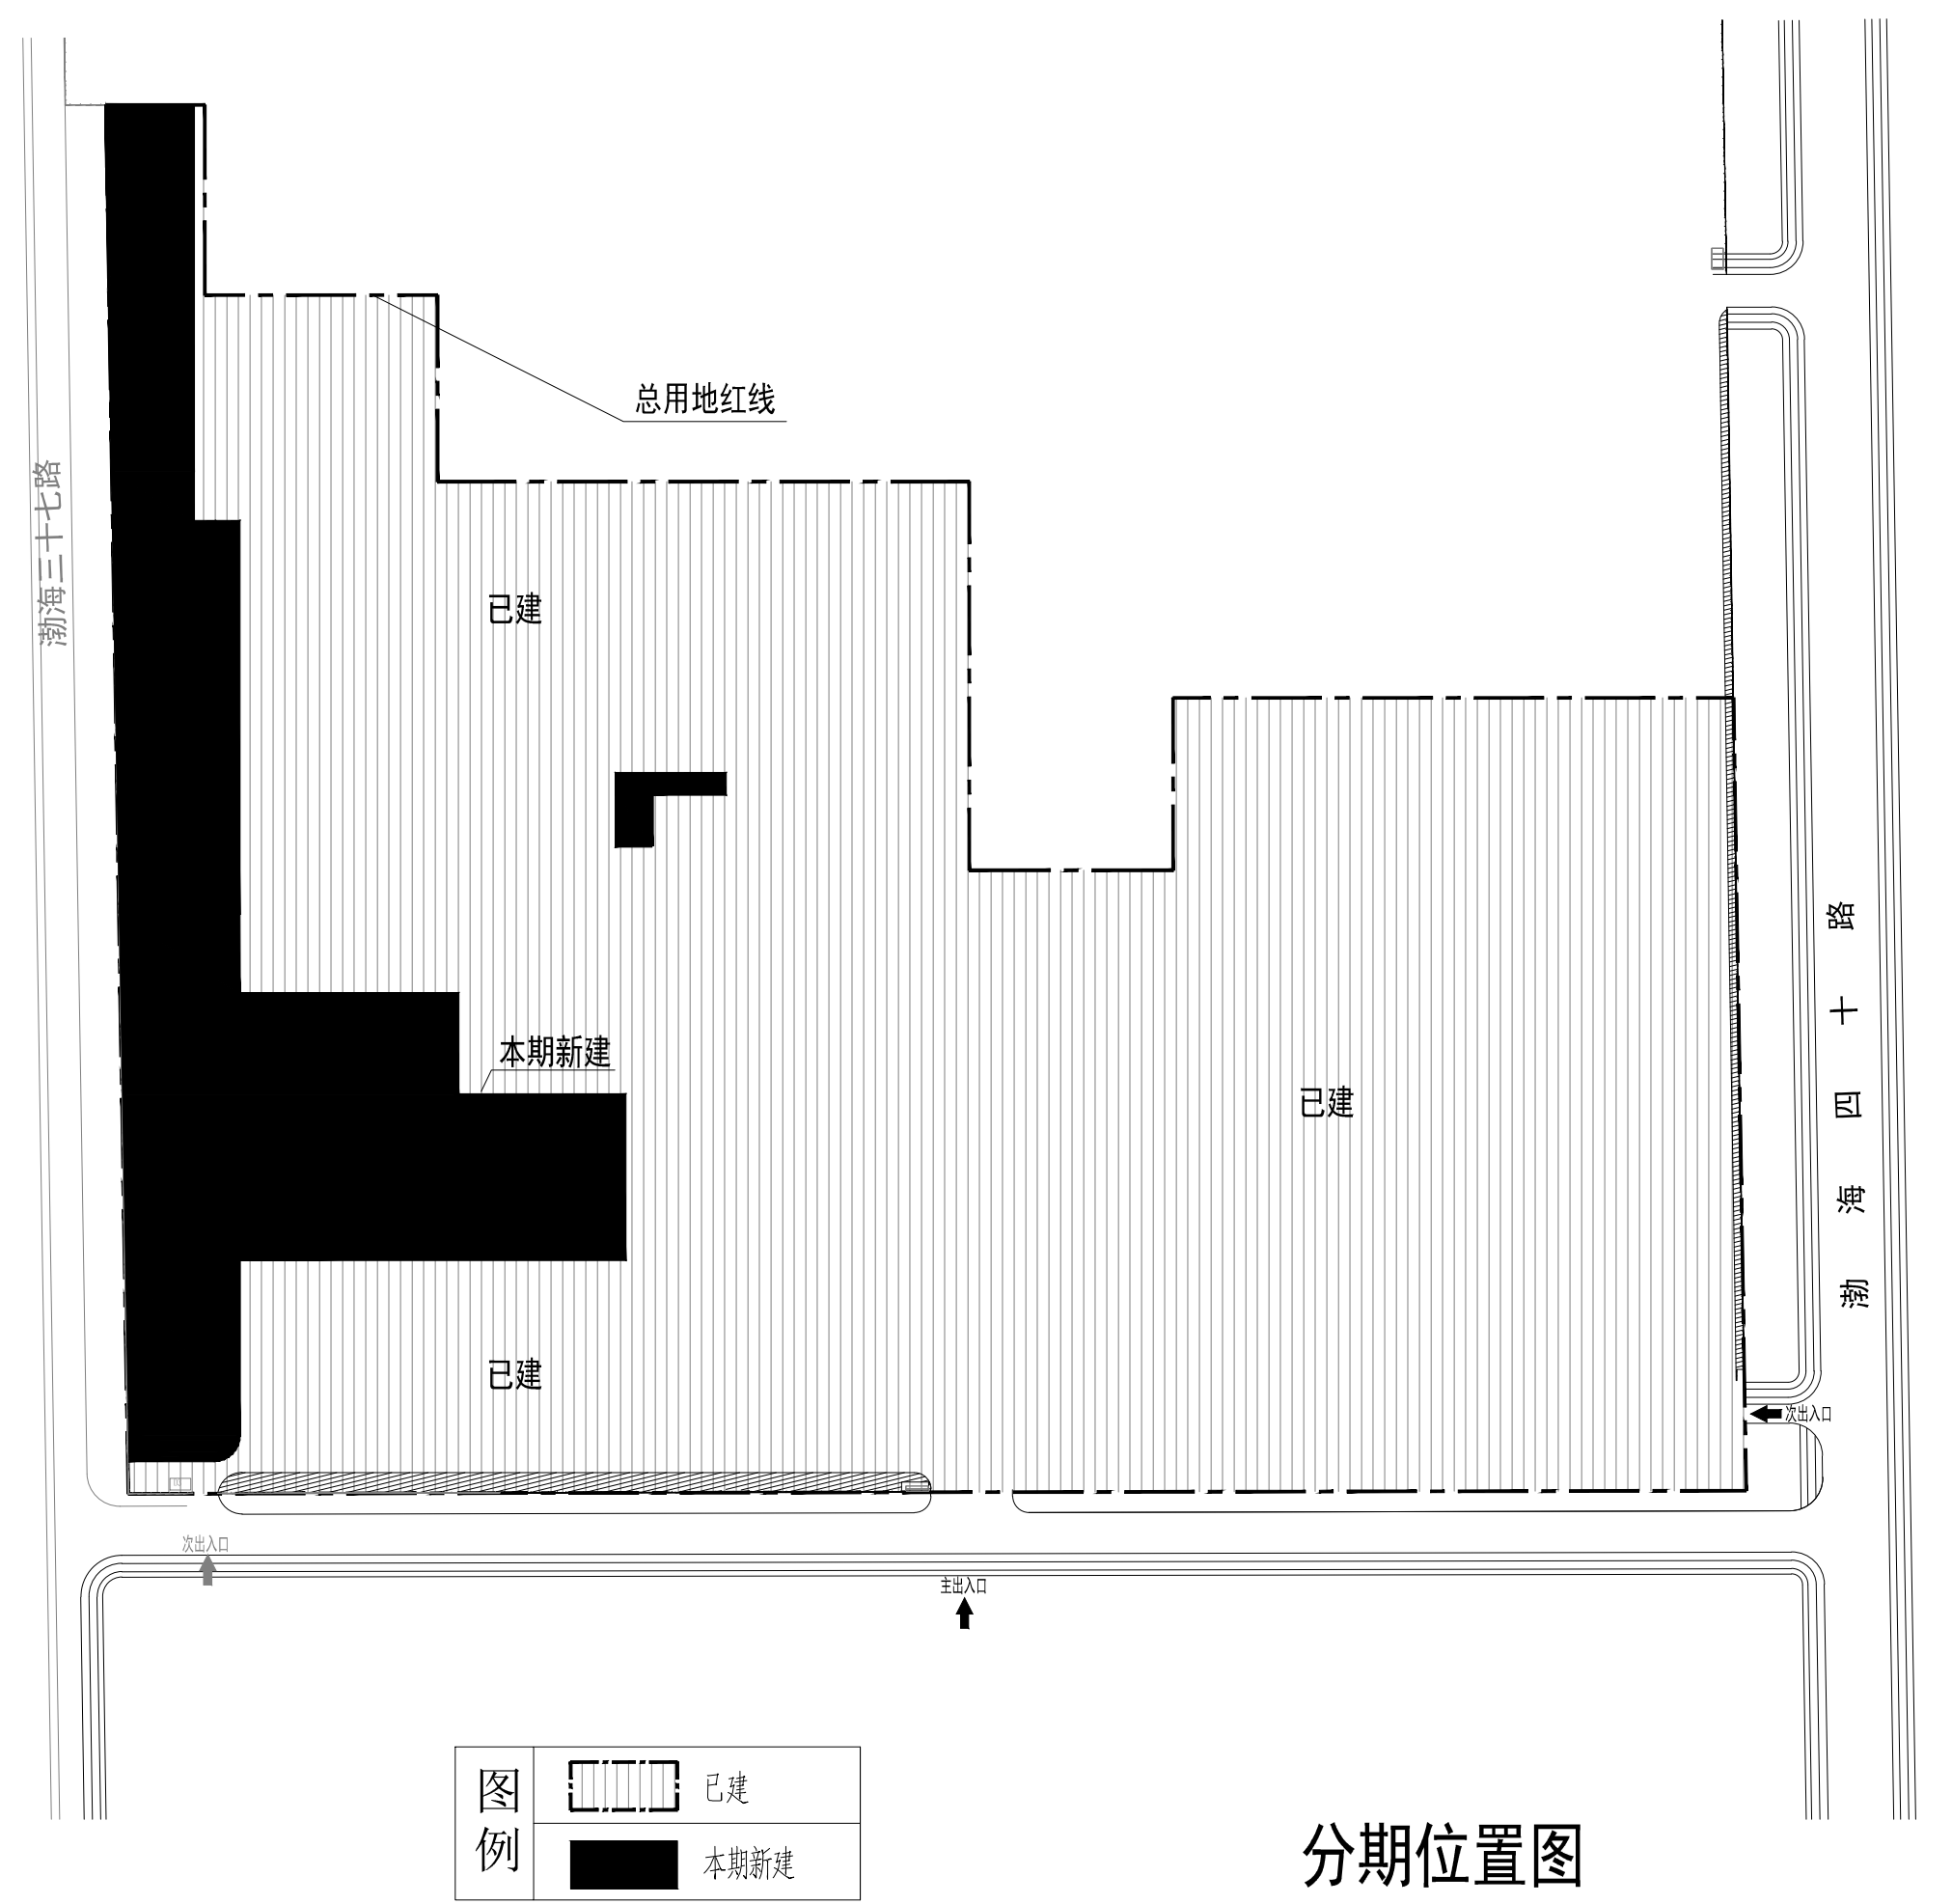 总用地红线
渤海三十七路
已建
本期新建
已建
渤海四十路
已建
次出入口
次出入口
主出入口
图例
已建
本期新建
分期位置图